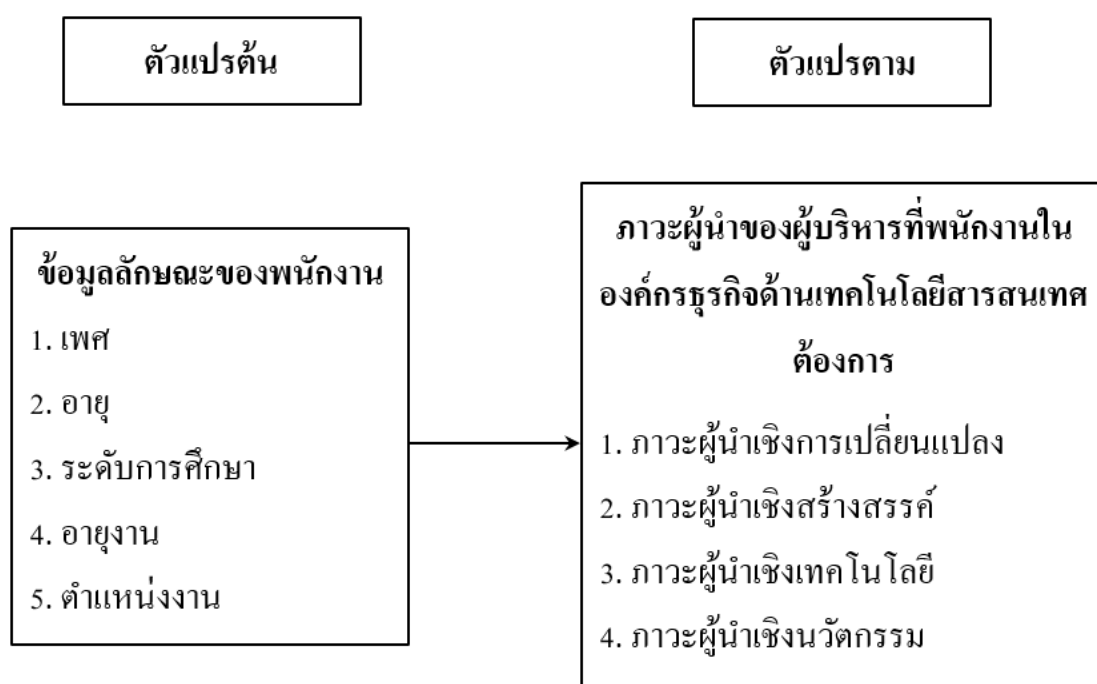 ตัวแปรต้น
ตัวแปรตาม
ข้อมูลลักษณะของพนักงาน
1. เพศ
2. อายุ
3. ระดับการศึกษา
4. อายุงาน
5. ตำแหน่งงาน
ภาวะผู้นำของผู้บริหารที่พนักงานใน
องค์กรธุรกิจด้านเทคโนโลยีสารสนเทศ
ต้องการ
1. ภาวะผู้นำเชิงการเปลี่ยนแปลง
2. ภาวะผู้นำเชิงสร้างสรรค์
3. ภาวะผู้นำเชิงเทคโนโลยี
4. ภาวะผู้นำเชิงนวัตกรรม